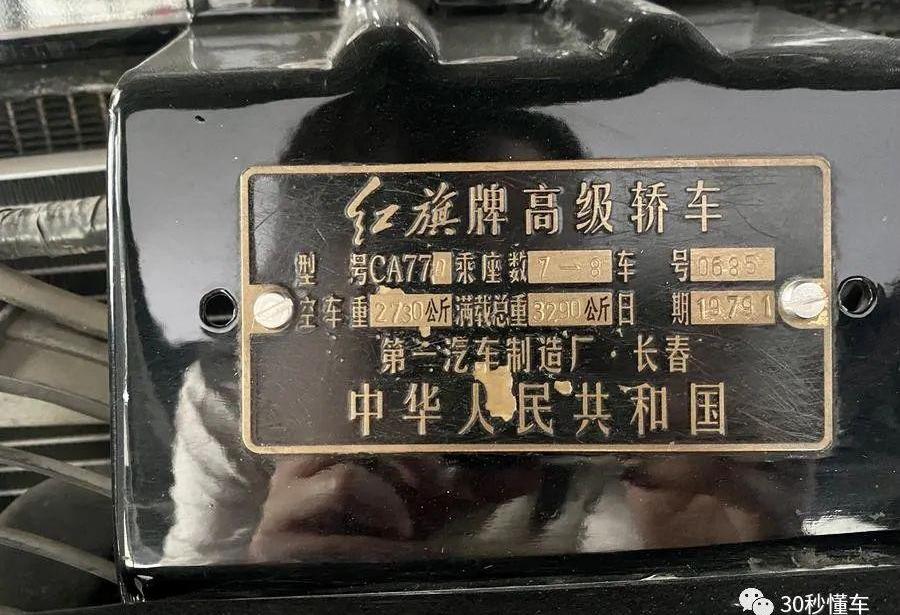 红旗牌高级轿车
型号CA770 乘座数7-8 车号0685
空车重2730公斤 满载总重3290公斤 日期1979.1
第一汽车制造厂·长春
中华人民共和国
30秒懂车